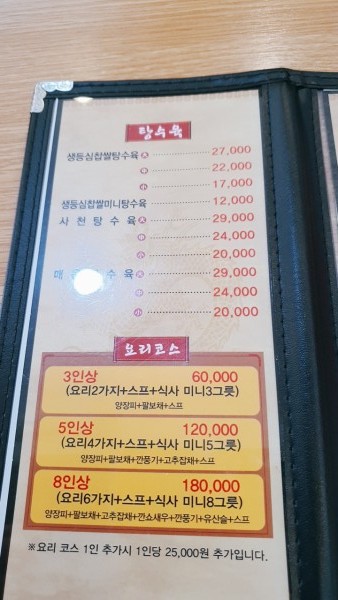 탕수육
생등심찹쌀탕수육 大 27,000
中 22,000
小 17,000
생등심찹쌀미니탕수육 12,000
사천탕수육 大 29,000
中 24,000
小 20,000
매 수육 大 29,000
中 24,000
小 20,000
요리코스
3인상 60,000
(요리2가지+스프+식사 미니3그릇)
양장피+팔보채+스프
5인상 120,000
(요리4가지+스프+식사 미니5그릇)
양장피+팔보채+깐풍기+고추잡채+스프
8인상 180,000
(요리6가지+스프+식사 미니8그릇)
양장피+팔보채+고추잡채+깐쇼새우+깐풍기+유산슬+스프
※요리 코스 1인 추가시 1인당 25,000원 추가입니다.